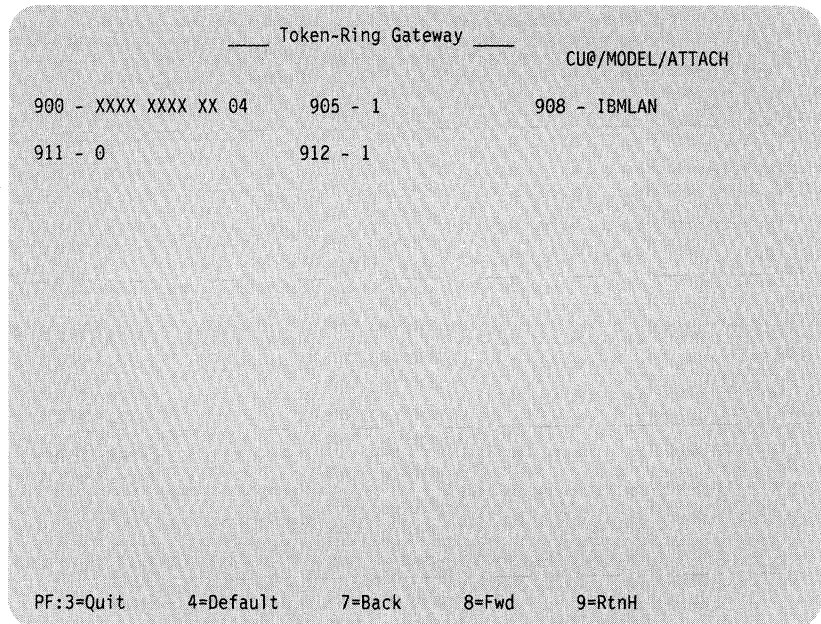 ____ Token-Ring Gateway ____
CU@/MODEL/ATTACH
900 - XXXX XXXX XX 04 905 - 1 908 - IBMLAN
911 - 0 912 - 1
PF:3=Quit 4=Default 7=Back 8=Fwd 9=RtnH